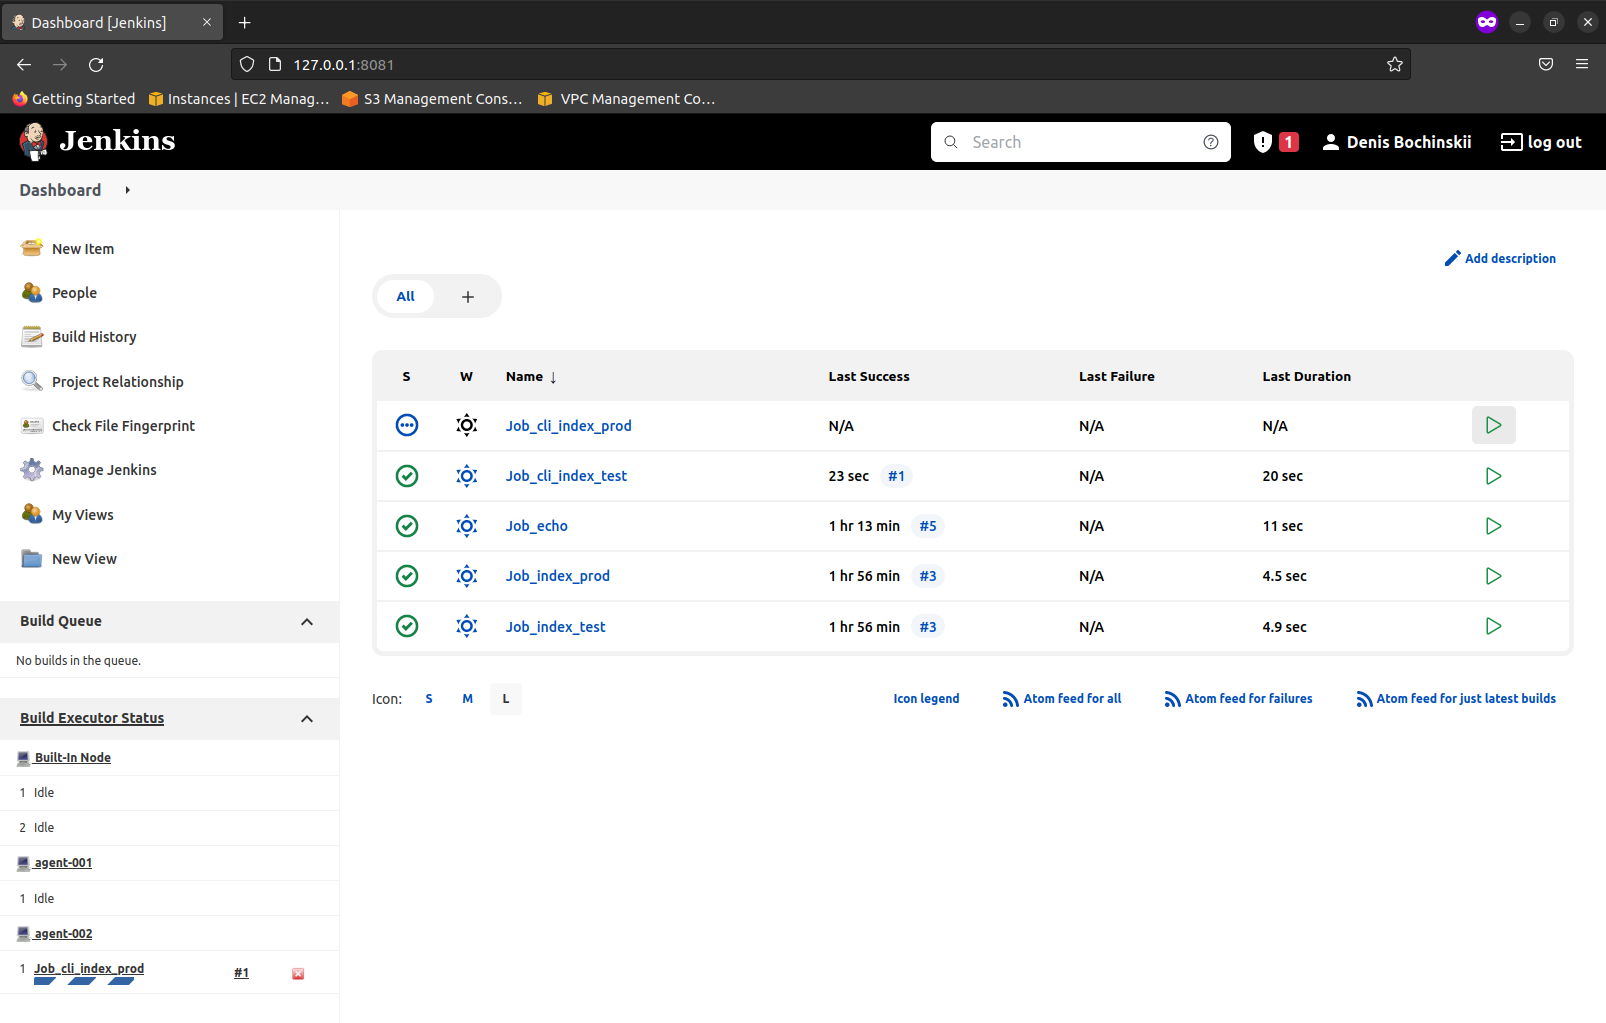 Dashboard [Jenkins]
127.0.0.1:8081
Getting Started Instances | EC2 Manag… S3 Management Cons… VPC Management Co…
Jenkins Search 1 Denis Bochinskii log out
Dashboard
New Item
People
Build History
Project Relationship
Check File Fingerprint
Manage Jenkins
My Views
New View
Build Queue
No builds in the queue.
Build Executor Status
Built-In Node
1 Idle
2 Idle
agent-001
1 Idle
agent-002
1 Job_cli_index_prod #1
Add description
All +
S W Name ↓ Last Success Last Failure Last Duration
Job_cli_index_prod N/A N/A N/A
Job_cli_index_test 23 sec #1 N/A 20 sec
Job_echo 1 hr 13 min #5 N/A 11 sec
Job_index_prod 1 hr 56 min #3 N/A 4.5 sec
Job_index_test 1 hr 56 min #3 N/A 4.9 sec
Icon: S M L Icon legend Atom feed for all Atom feed for failures Atom feed for just latest builds